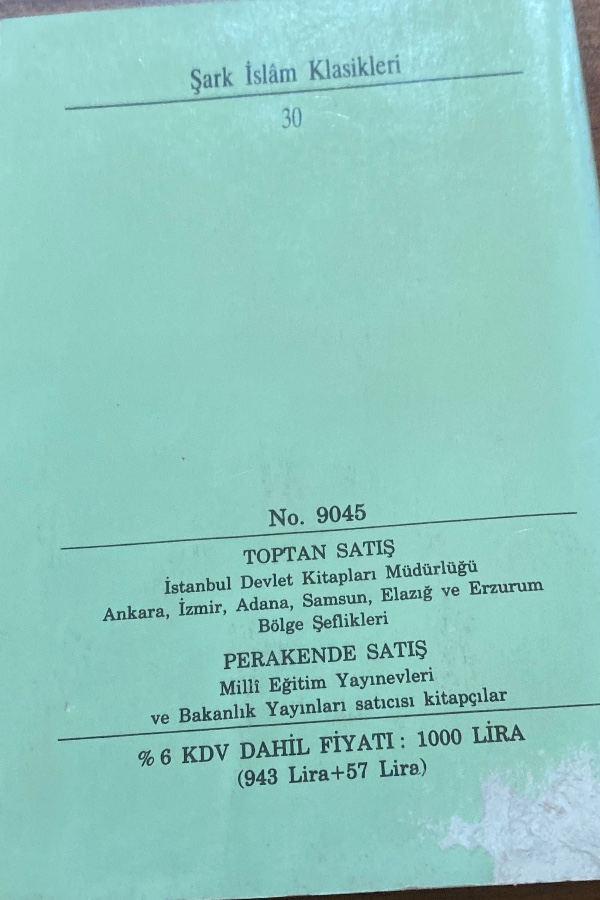 Şark İslâm Klasikleri
30
No. 9045
TOPTAN SATIŞ
İstanbul Devlet Kitapları Müdürlüğü
Ankara, İzmir, Adana, Samsun, Elazığ ve Erzurum
Bölge Şeflikleri
PERAKENDE SATIŞ
Millî Eğitim Yayınevleri
ve Bakanlık Yayınları satıcısı kitapçılar
% 6 KDV DAHİL FİYATI : 1000 LİRA
(943 Lira+57 Lira)